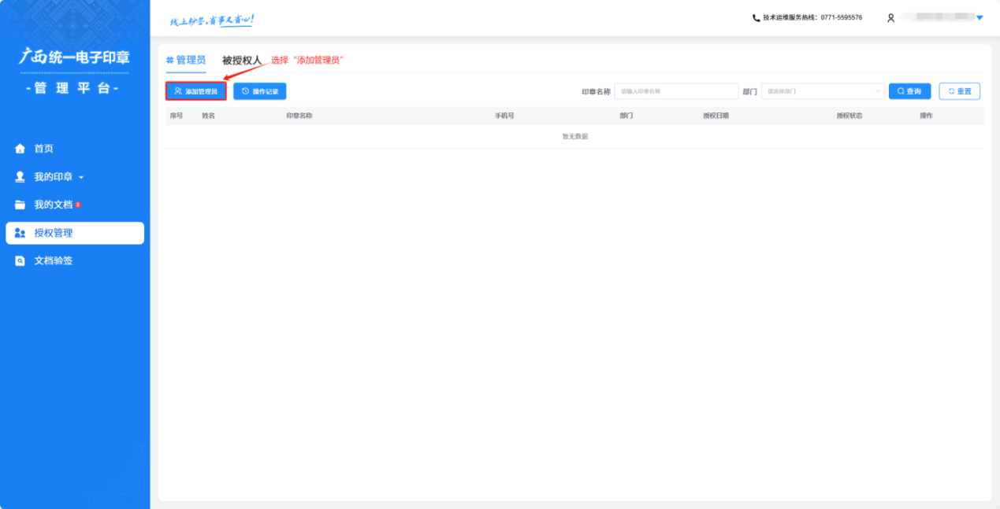 线上钤签,省事又省心!
技术运维服务热线：0771-5595576
广西统一电子印章
-管理平台-
首页
我的印章
我的文档 3
授权管理
文档验签
管理员 被授权人 选择“添加管理员”
添加管理员 操作记录 印章名称 请输入印章名称 部门 请选择部门 查询 重置
序号 姓名 印章名称 手机号 部门 授权日期 授权状态 操作
暂无数据